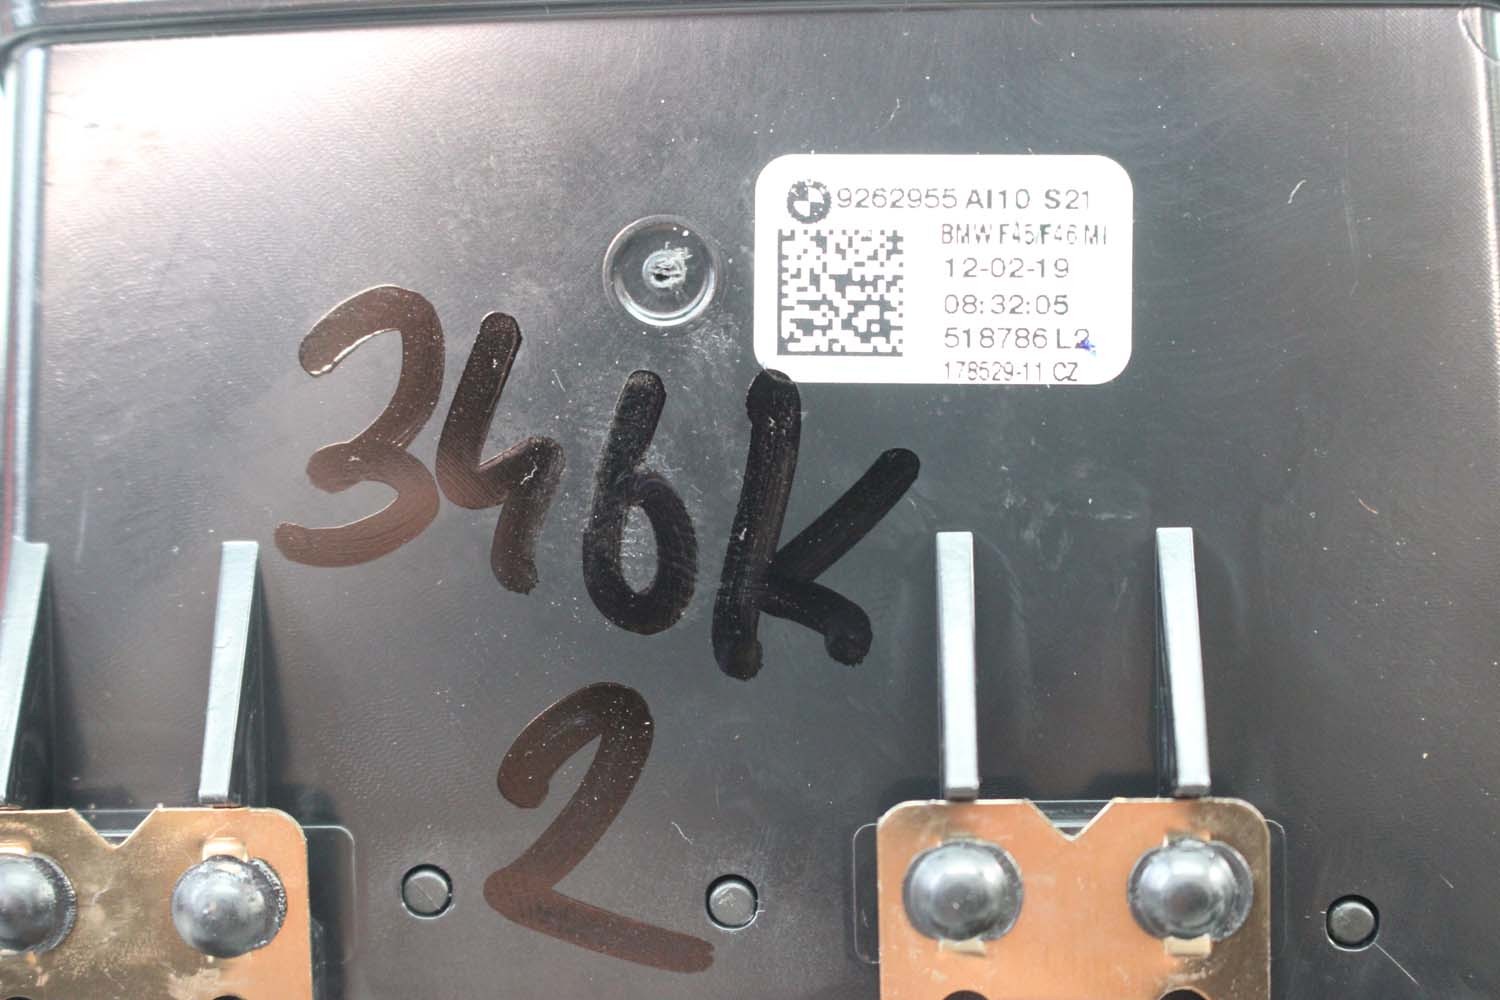 9262955 AI10 S21
BMW F45/F46 MI
12-02-19
08:32:05
518786 L2
178529-11 CZ
346K
2